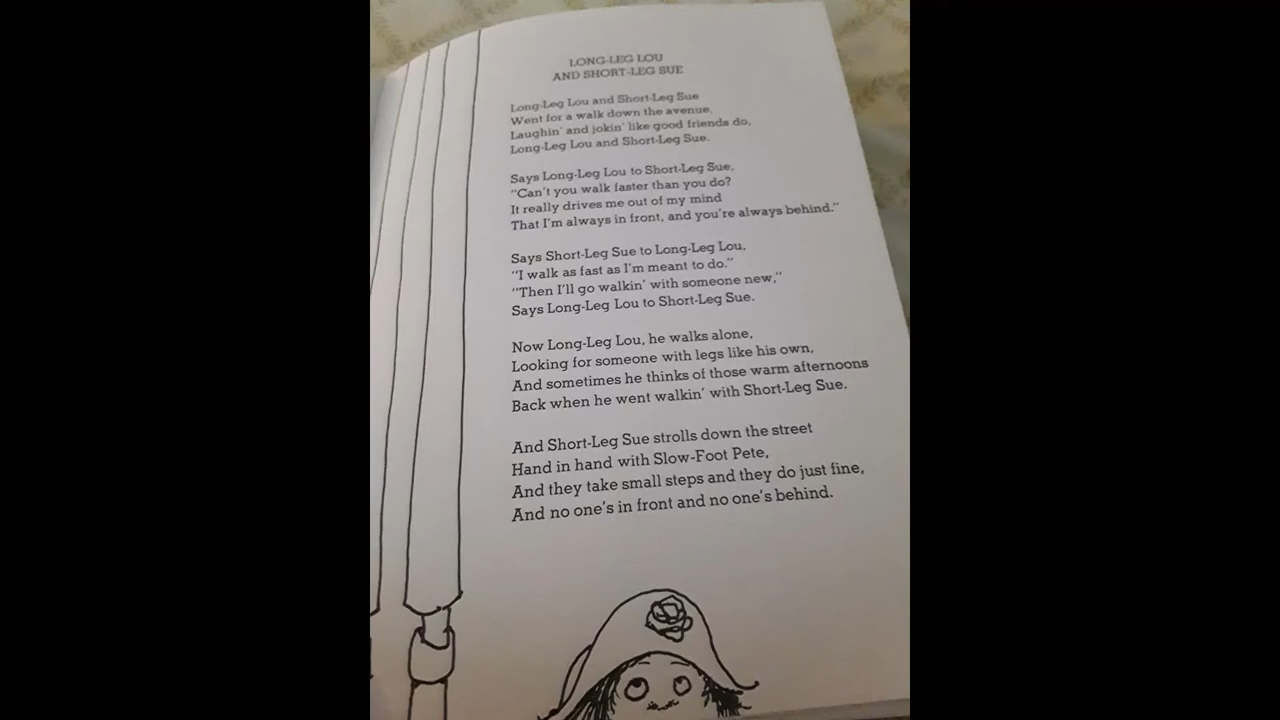 LONG-LEG LOU
AND SHORT-LEG SUE
Long-Leg Lou and Short-Leg Sue
Went for a walk down the avenue,
Laughin' and jokin' like good friends do,
Long-Leg Lou and Short-Leg Sue.
Says Long-Leg Lou to Short-Leg Sue,
"Can't you walk faster than you do?
It really drives me out of my mind
That I'm always in front, and you're always behind."
Says Short-Leg Sue to Long-Leg Lou,
"I walk as fast as I'm meant to do."
"Then I'll go walkin' with someone new,"
Says Long-Leg Lou to Short-Leg Sue.
Now Long-Leg Lou, he walks alone,
Looking for someone with legs like his own,
And sometimes he thinks of those warm afternoons
Back when he went walkin' with Short-Leg Sue.
And Short-Leg Sue strolls down the street
Hand in hand with Slow-Foot Pete,
And they take small steps and they do just fine,
And no one's in front and no one's behind.